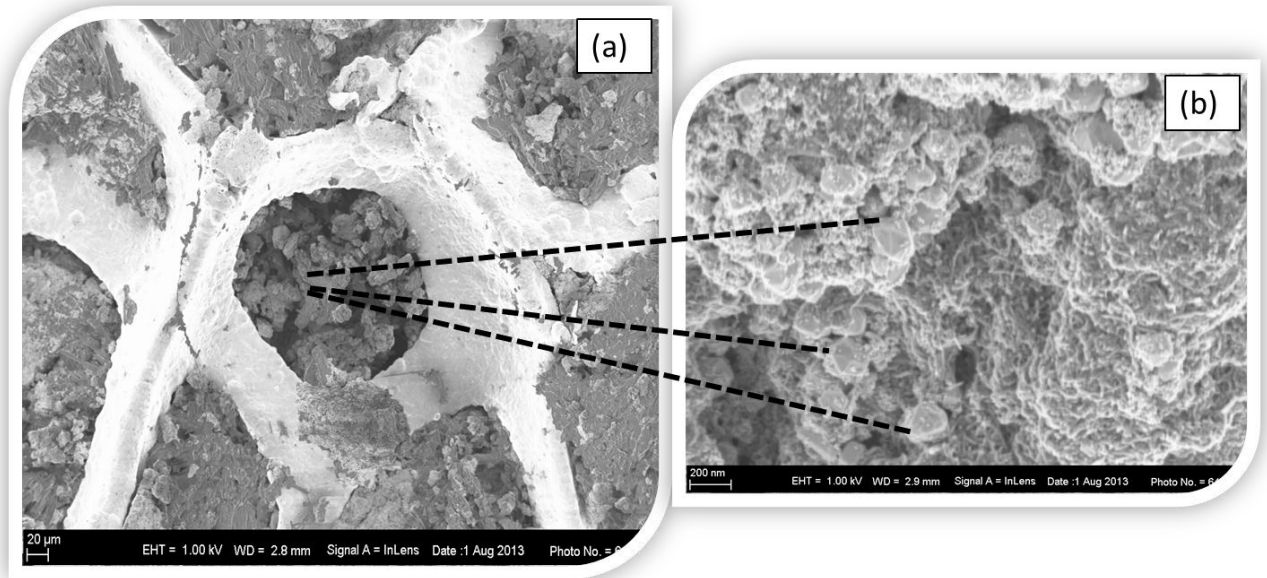 (a)
20 µm
EHT = 1.00 kV WD = 2.8 mm Signal A = InLens Date :1 Aug 2013 Photo No. =
(b)
200 nm
EHT = 1.00 kV WD = 2.9 mm Signal A = InLens Date :1 Aug 2013 Photo No. =